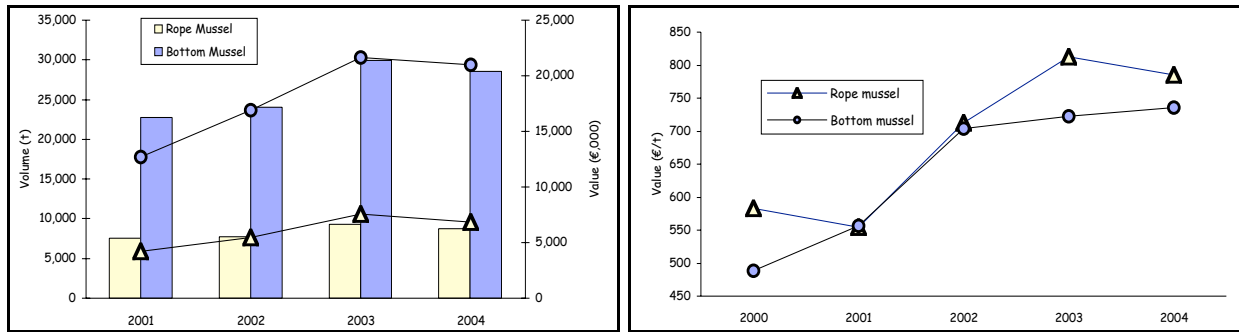 35,000
30,000
25,000
20,000
15,000
10,000
5,000
0
Volume (t)
Rope Mussel
Bottom Mussel
25,000
20,000
15,000
10,000
5,000
0
Value (€,000)
2001 2002 2003 2004
850
800
750
700
650
600
550
500
450
Value (€/t)
Rope mussel
Bottom mussel
2000 2001 2002 2003 2004